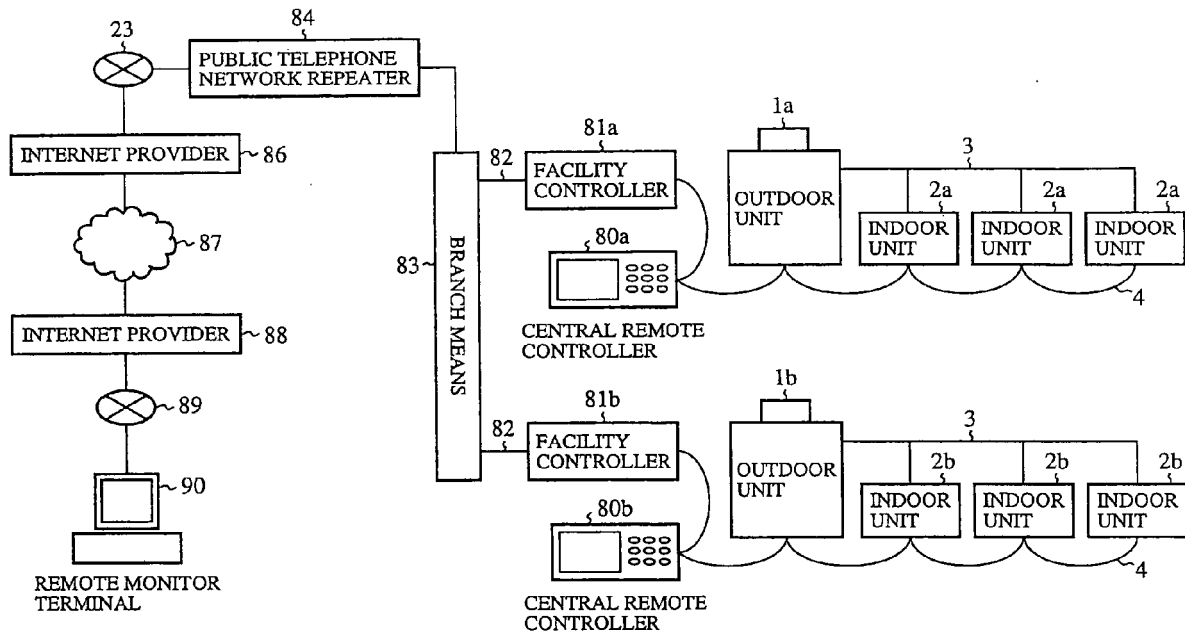 23
84
PUBLIC TELEPHONE
NETWORK REPEATER
INTERNET PROVIDER
86
87
INTERNET PROVIDER
88
89
90
REMOTE MONITOR
TERMINAL
83
BRANCH MEANS
82
81a
FACILITY
CONTROLLER
80a
CENTRAL REMOTE
CONTROLLER
1a
OUTDOOR
UNIT
3
2a
INDOOR
UNIT
2a
INDOOR
UNIT
2a
INDOOR
UNIT
4
82
81b
FACILITY
CONTROLLER
80b
CENTRAL REMOTE
CONTROLLER
1b
OUTDOOR
UNIT
3
2b
INDOOR
UNIT
2b
INDOOR
UNIT
2b
INDOOR
UNIT
4